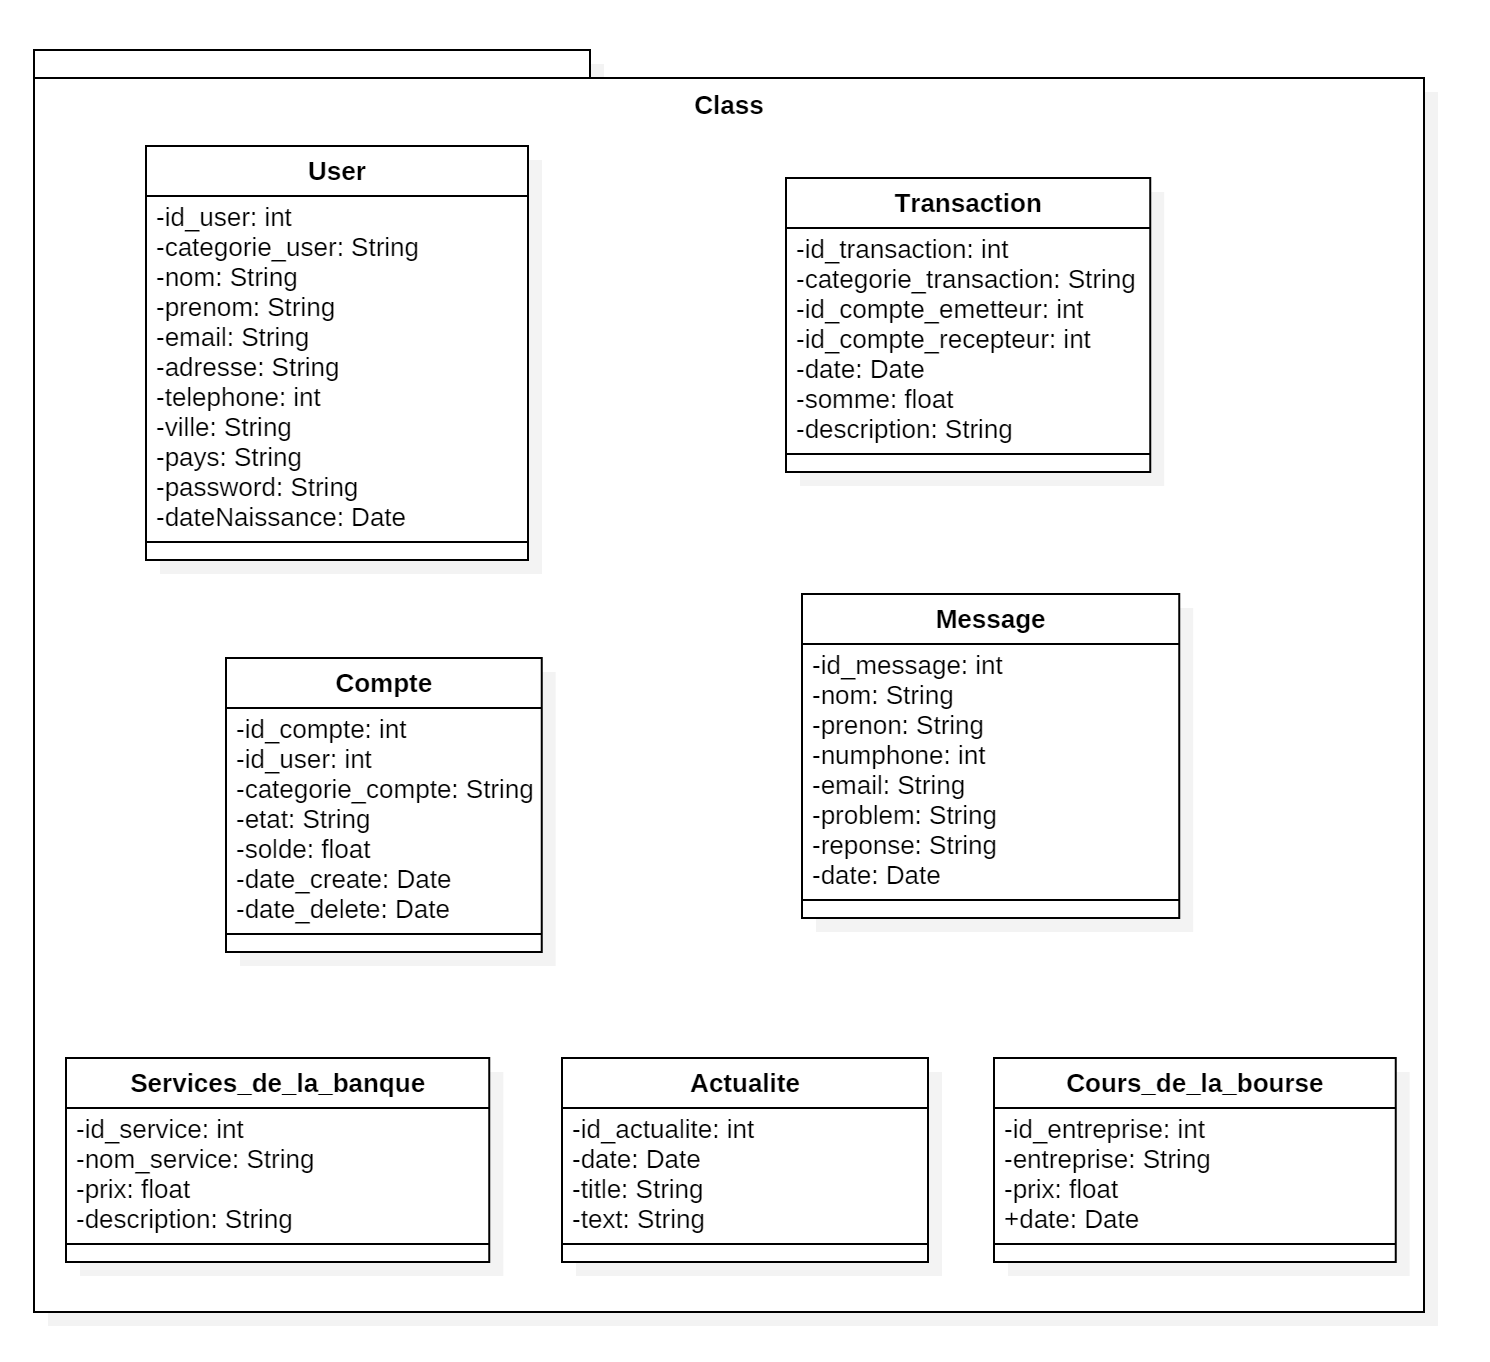 Class
User
-id_user: int
-categorie_user: String
-nom: String
-prenom: String
-email: String
-adresse: String
-telephone: int
-ville: String
-pays: String
-password: String
-dateNaissance: Date
Transaction
-id_transaction: int
-categorie_transaction: String
-id_compte_emetteur: int
-id_compte_recepteur: int
-date: Date
-somme: float
-description: String
Compte
-id_compte: int
-id_user: int
-categorie_compte: String
-etat: String
-solde: float
-date_create: Date
-date_delete: Date
Message
-id_message: int
-nom: String
-prenon: String
-numphone: int
-email: String
-problem: String
-reponse: String
-date: Date
Services_de_la_banque
-id_service: int
-nom_service: String
-prix: float
-description: String
Actualite
-id_actualite: int
-date: Date
-title: String
-text: String
Cours_de_la_bourse
-id_entreprise: int
-entreprise: String
-prix: float
+date: Date